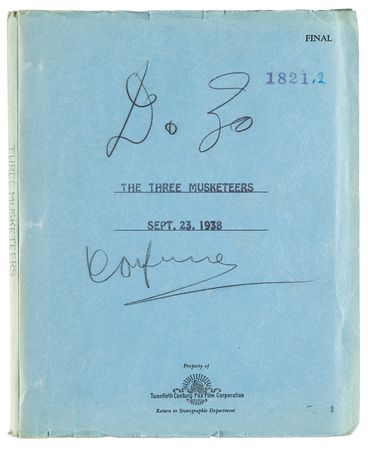 FINAL
1821.1
THE THREE MUSKETEERS
SEPT. 23, 1938
THREE MUSKETEERS
Property of
Twentieth Century-Fox Film Corporation
Return to Stenographic Department
1